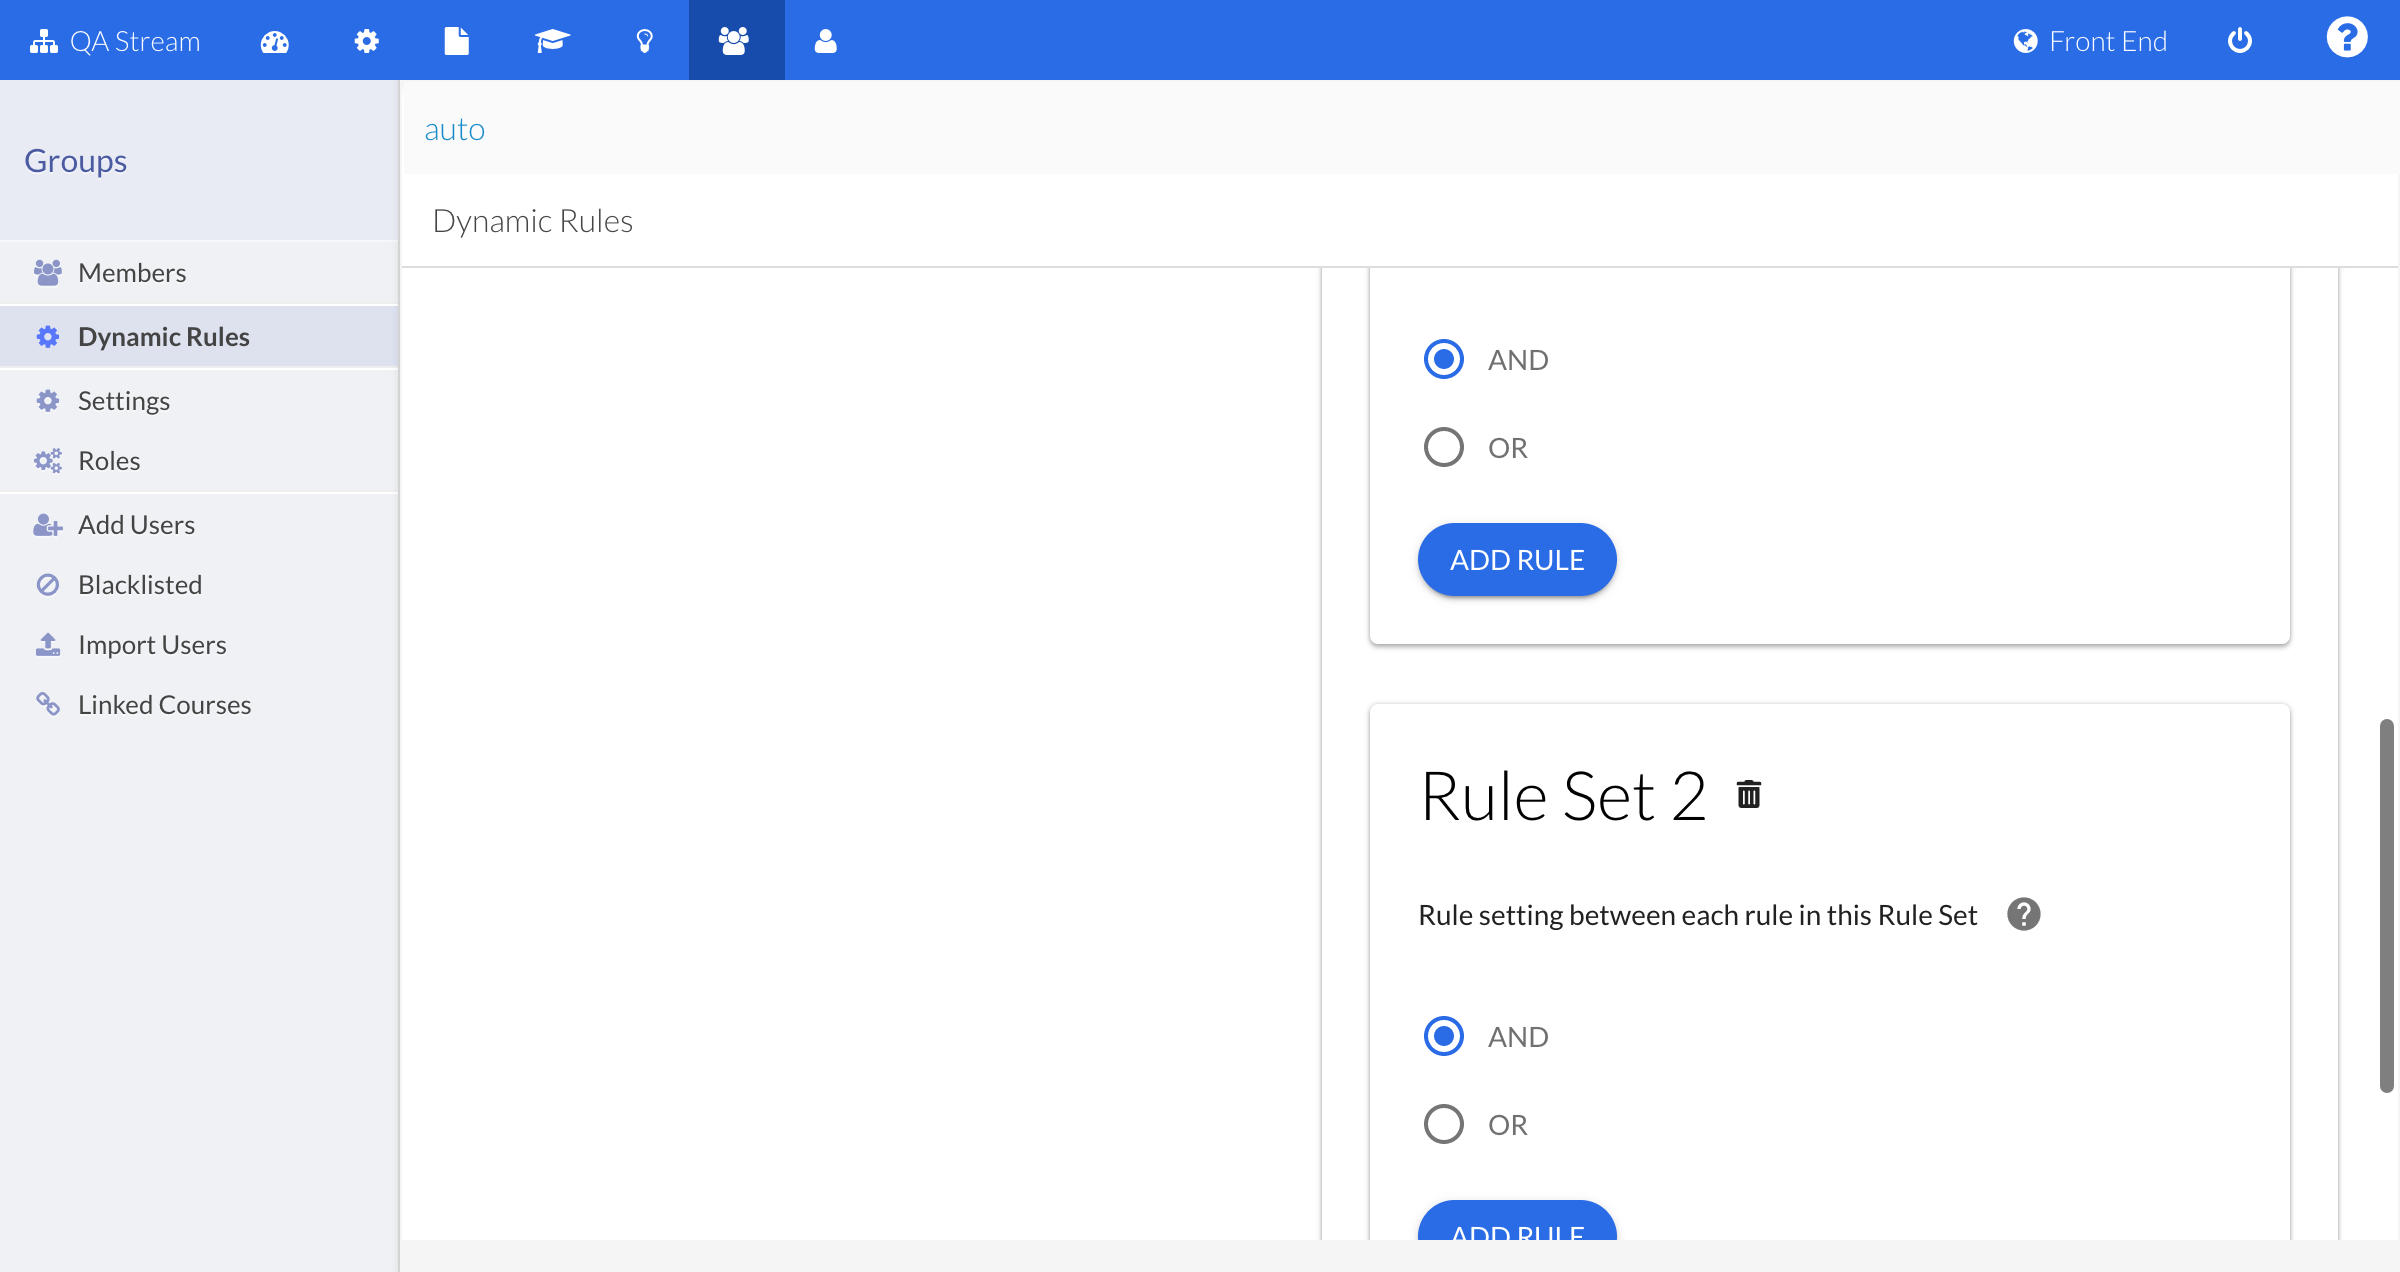 QA Stream
Front End
Groups
Members
Dynamic Rules
Settings
Roles
Add Users
Blacklisted
Import Users
Linked Courses
auto
Dynamic Rules
AND
OR
ADD RULE
Rule Set 2
Rule setting between each rule in this Rule Set
AND
OR
ADD RULE